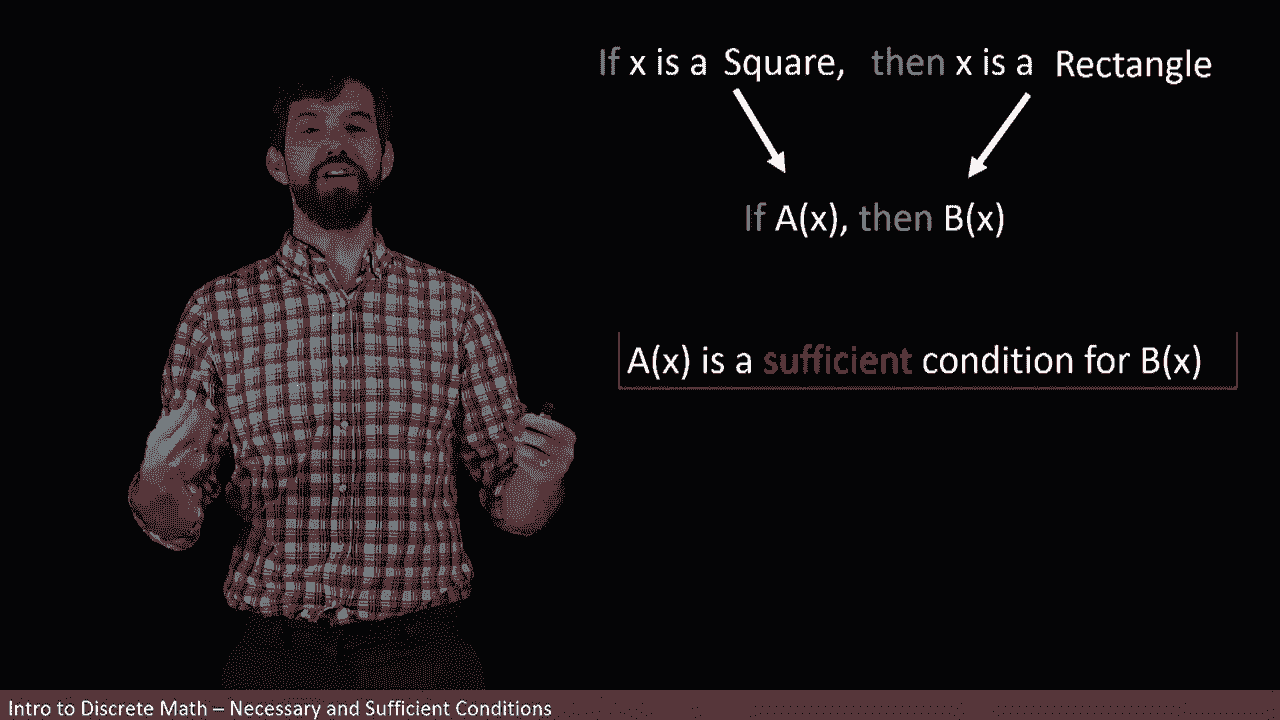 If x is a Square, then x is a Rectangle
If A(x), then B(x)
A(x) is a sufficient condition for B(x)
Intro to Discrete Math – Necessary and Sufficient Conditions